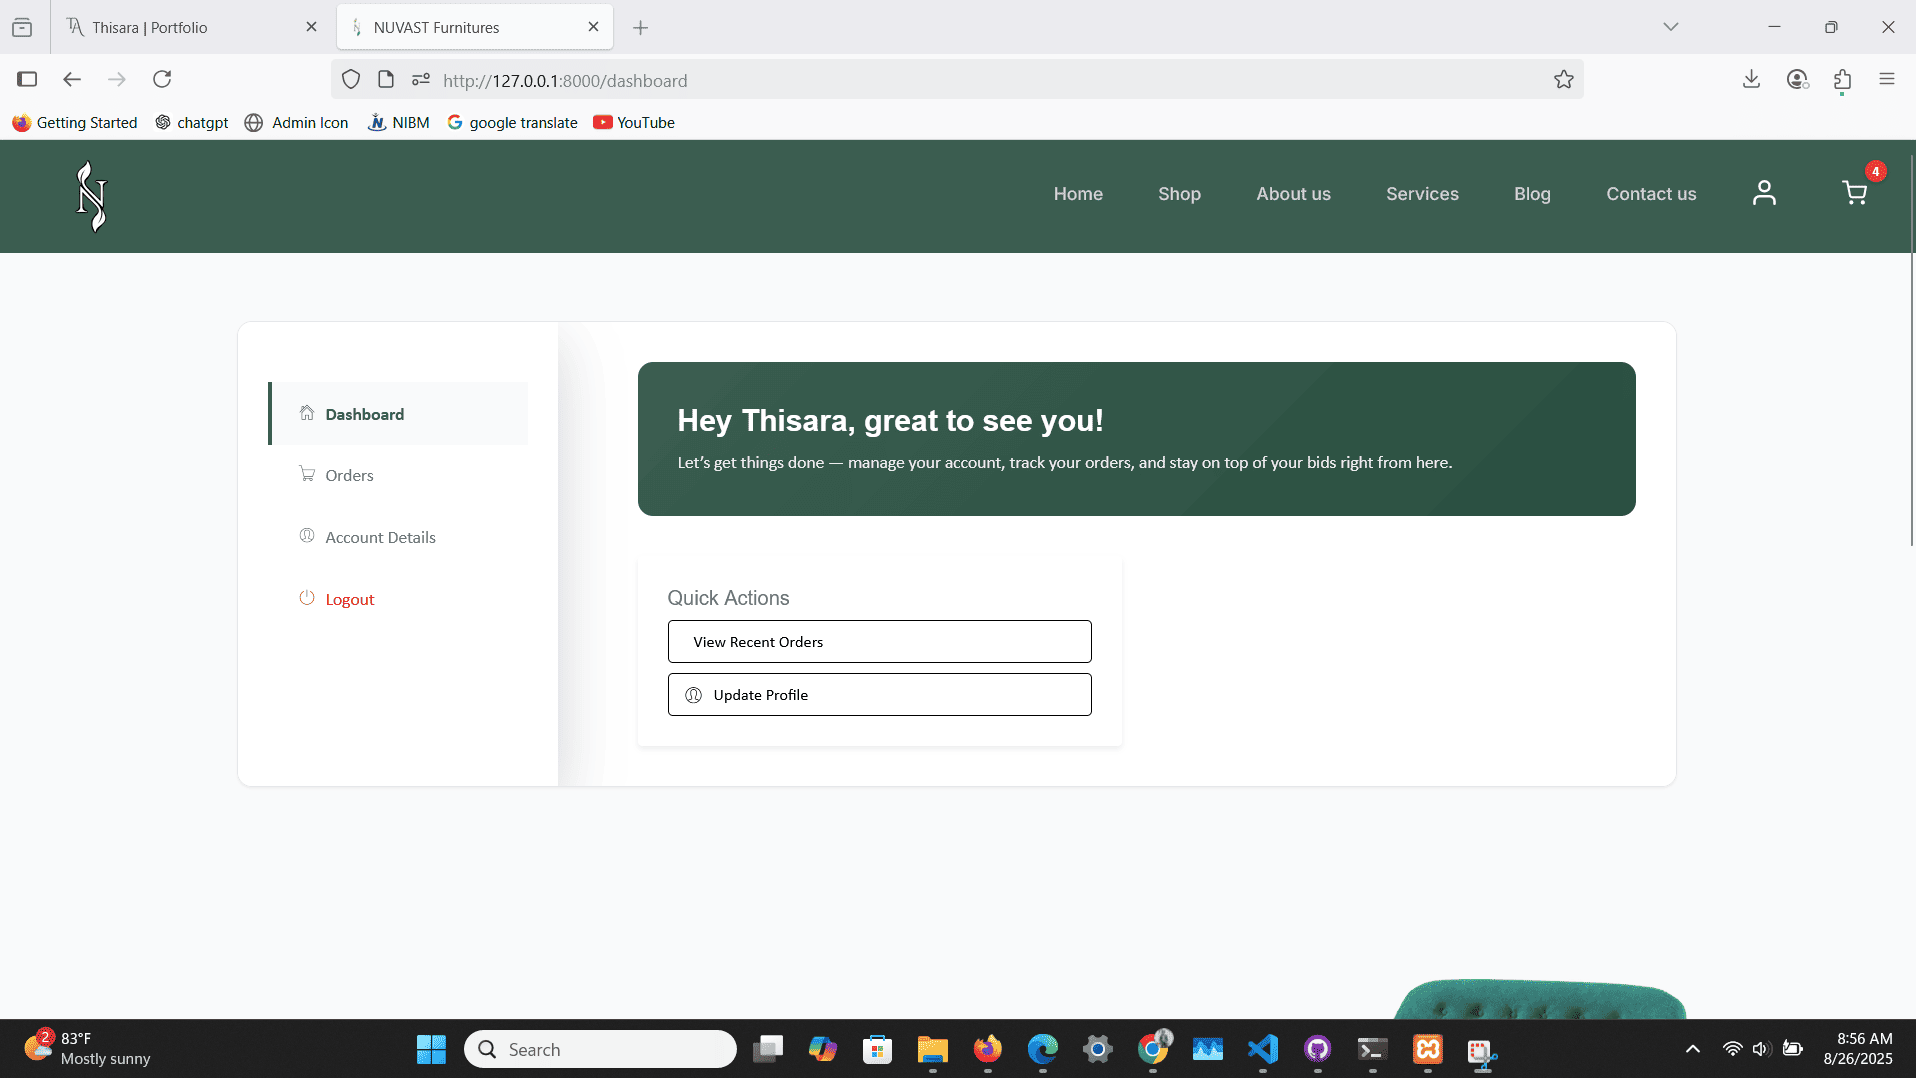 Thisara | Portfolio
NUVAST Furnitures
http://127.0.0.1:8000/dashboard
Getting Started
chatgpt
Admin Icon
NIBM
google translate
YouTube
N
Home
Shop
About us
Services
Blog
Contact us
4
Dashboard
Orders
Account Details
Logout
Hey Thisara, great to see you!
Let's get things done — manage your account, track your orders, and stay on top of your bids right from here.
Quick Actions
View Recent Orders
Update Profile
2
83°F
Mostly sunny
Search
8:56 AM
8/26/2025